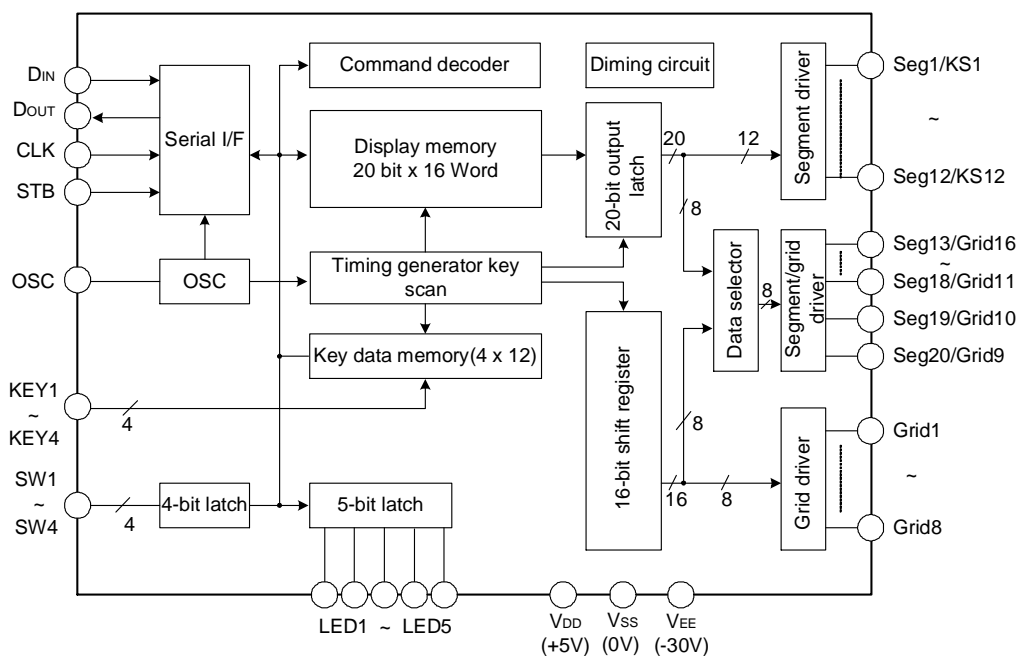 DIN
DOUT
CLK
STB
OSC
KEY1
~
KEY4
SW1
~
SW4
Serial I/F
OSC
4
4
4-bit latch
Command decoder
Diming circuit
Display memory
20 bit x 16 Word
Timing generator key
scan
Key data memory(4 x 12)
5-bit latch
20-bit output
latch
16-bit shift register
20
12
8
8
8
16
8
Data selector
Segment driver
Segment/grid
driver
Grid driver
Seg1/KS1
~
Seg12/KS12
Seg13/Grid16
~
Seg18/Grid11
Seg19/Grid10
Seg20/Grid9
Grid1
~
Grid8
LED1 ~ LED5
VDD
(+5V)
VSS
(0V)
VEE
(-30V)